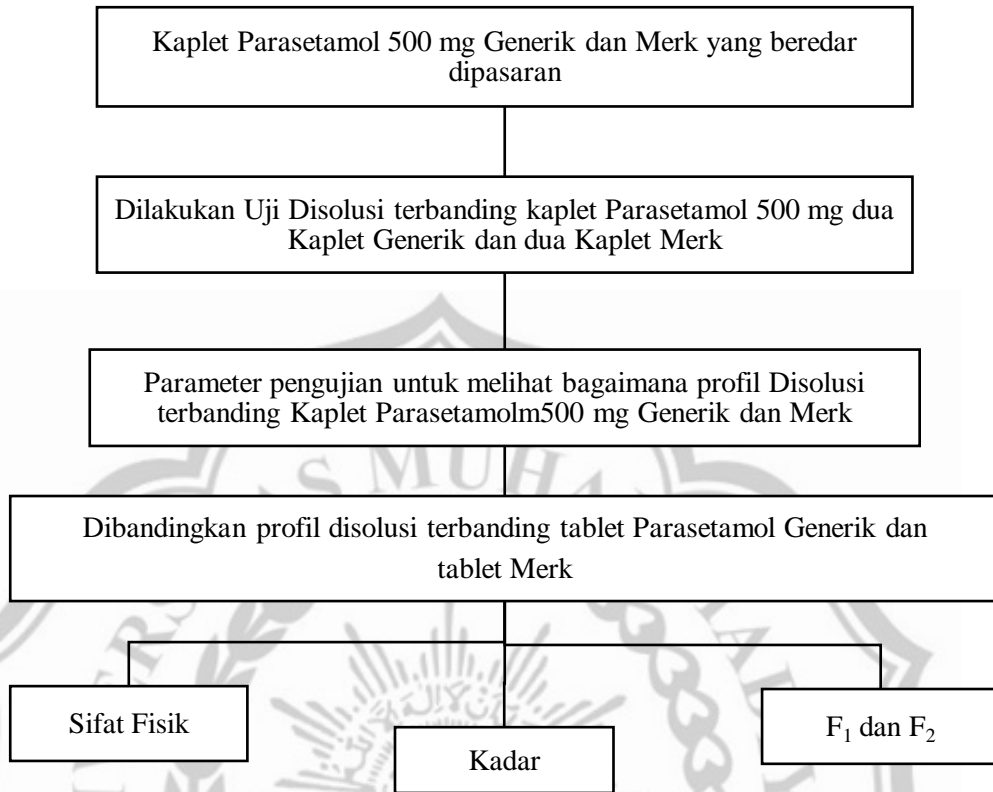 Kaplet Parasetamol 500 mg Generik dan Merk yang beredar
dipasaran
Dilakukan Uji Disolusi terbanding kaplet Parasetamol 500 mg dua
Kaplet Generik dan dua Kaplet Merk
Parameter pengujian untuk melihat bagaimana profil Disolusi
terbanding Kaplet Parasetamolm500 mg Generik dan Merk
Dibandingkan profil disolusi terbanding tablet Parasetamol Generik dan
tablet Merk
Sifat Fisik
Kadar
F₁ dan F₂